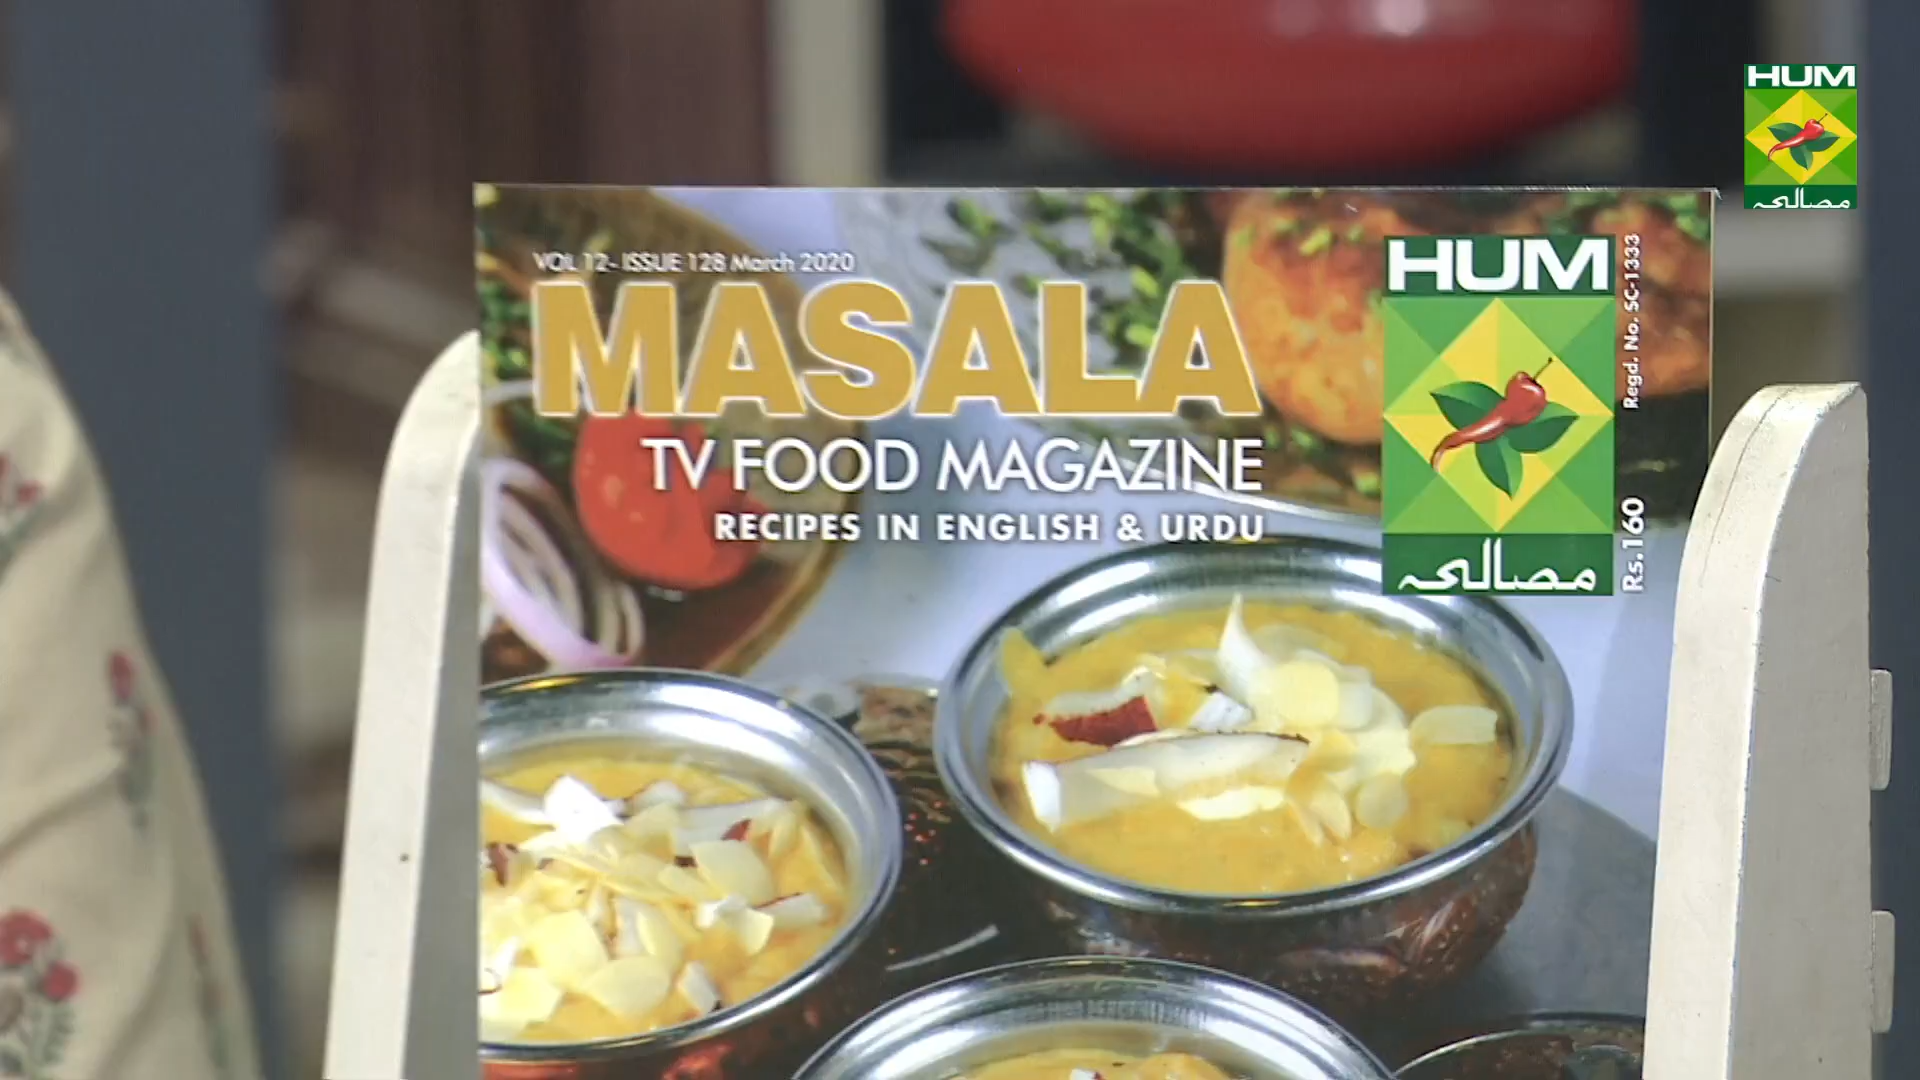 HUM
مصالحہ
VOL 12- ISSUE 128 March 2020
MASALA
TV FOOD MAGAZINE
RECIPES IN ENGLISH & URDU
HUM
مصالحہ
Regd. No. SC-1333
Rs.160